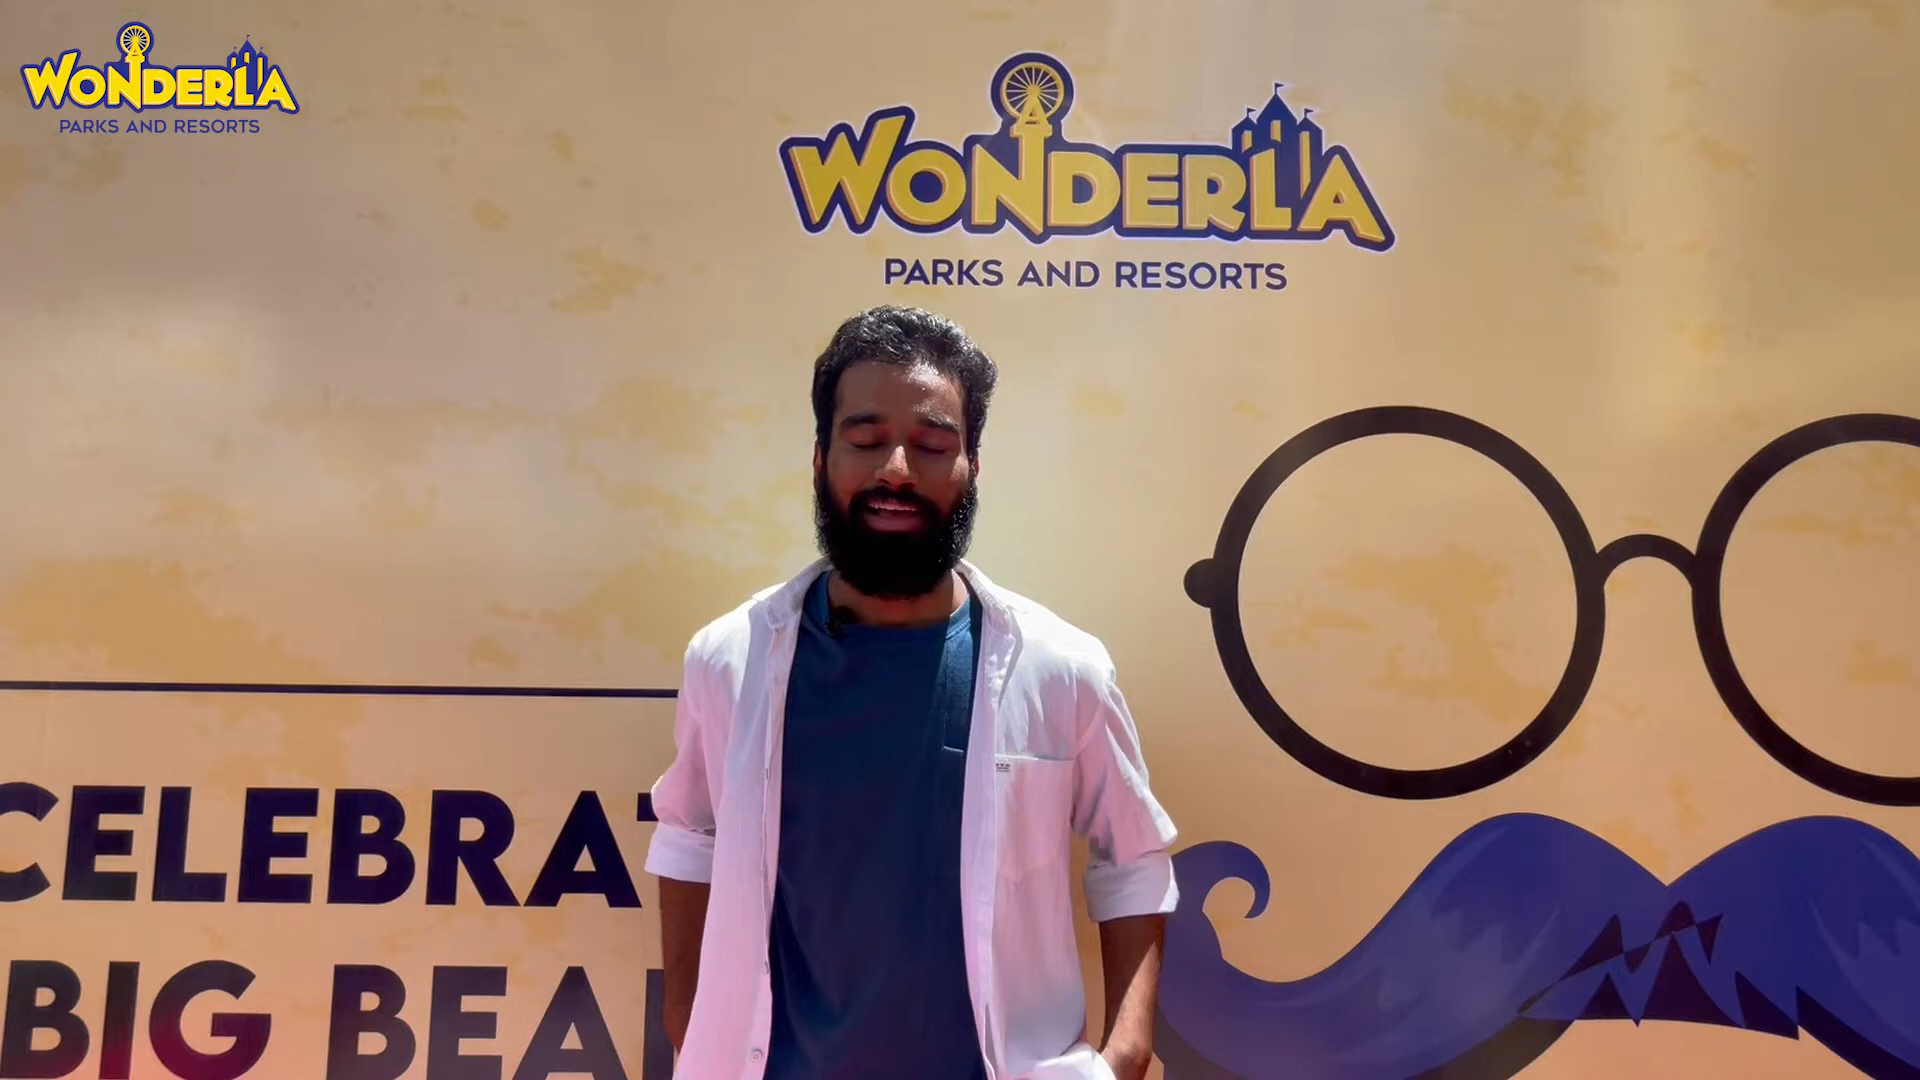 WONDERLA
PARKS AND RESORTS
WONDERLA
PARKS AND RESORTS
CELEBRAT
BIG BEA